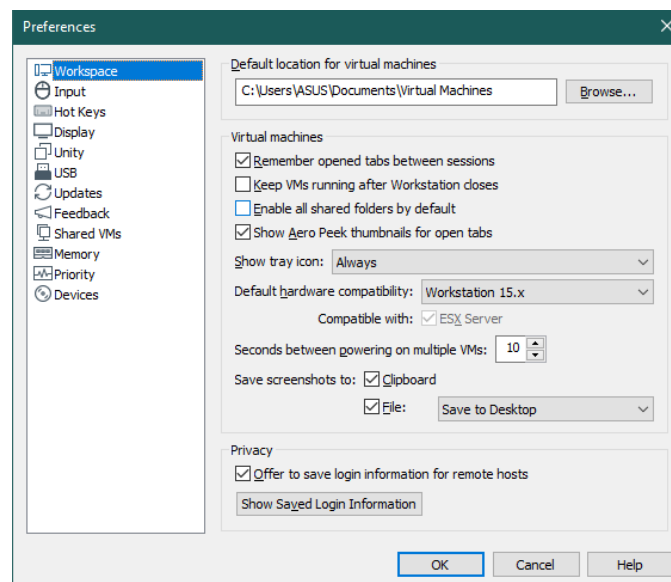 Preferences
Workspace
Input
Hot Keys
Display
Unity
USB
Updates
Feedback
Shared VMs
Memory
Priority
Devices
Default location for virtual machines
C:\Users\ASUS\Documents\Virtual Machines
Browse...
Virtual machines
Remember opened tabs between sessions
Keep VMs running after Workstation closes
Enable all shared folders by default
Show Aero Peek thumbnails for open tabs
Show tray icon: Always
Default hardware compatibility: Workstation 15.x
Compatible with: ESX Server
Seconds between powering on multiple VMs: 10
Save screenshots to: Clipboard
File: Save to Desktop
Privacy
Offer to save login information for remote hosts
Show Saved Login Information
OK Cancel Help